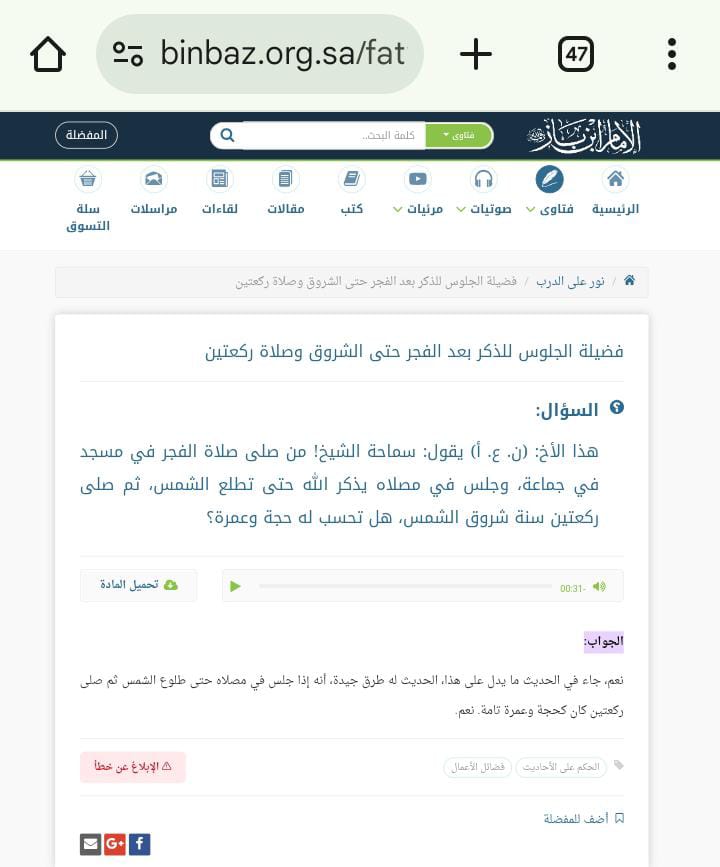 binbaz.org.sa/fat
47
الإمام ابن باز
فتاوى
كلمة البحث..
المفضلة
الرئيسية
فتاوى
صوتيات
مرئيات
كتب
مقالات
لقاءات
مراسلات
سلة
التسوق
/ نور على الدرب / فضيلة الجلوس للذكر بعد الفجر حتى الشروق وصلاة ركعتين
فضيلة الجلوس للذكر بعد الفجر حتى الشروق وصلاة ركعتين
السؤال:
هذا الأخ: (ن. ع. أ) يقول: سماحة الشيخ! من صلى صلاة الفجر في مسجد
في جماعة، وجلس في مصلاه يذكر الله حتى تطلع الشمس، ثم صلى
ركعتين سنة شروق الشمس، هل تحسب له حجة وعمرة؟
-00:31
تحميل المادة
الجواب:
نعم، جاء في الحديث ما يدل على هذا، الحديث له طرق جيدة، أنه إذا جلس في مصلاه حتى طلوع الشمس ثم صلى
ركعتين كان كحجة وعمرة تامة. نعم.
الحكم على الأحاديث
فضائل الأعمال
الإبلاغ عن خطأ
أضف للمفضلة
G+
f